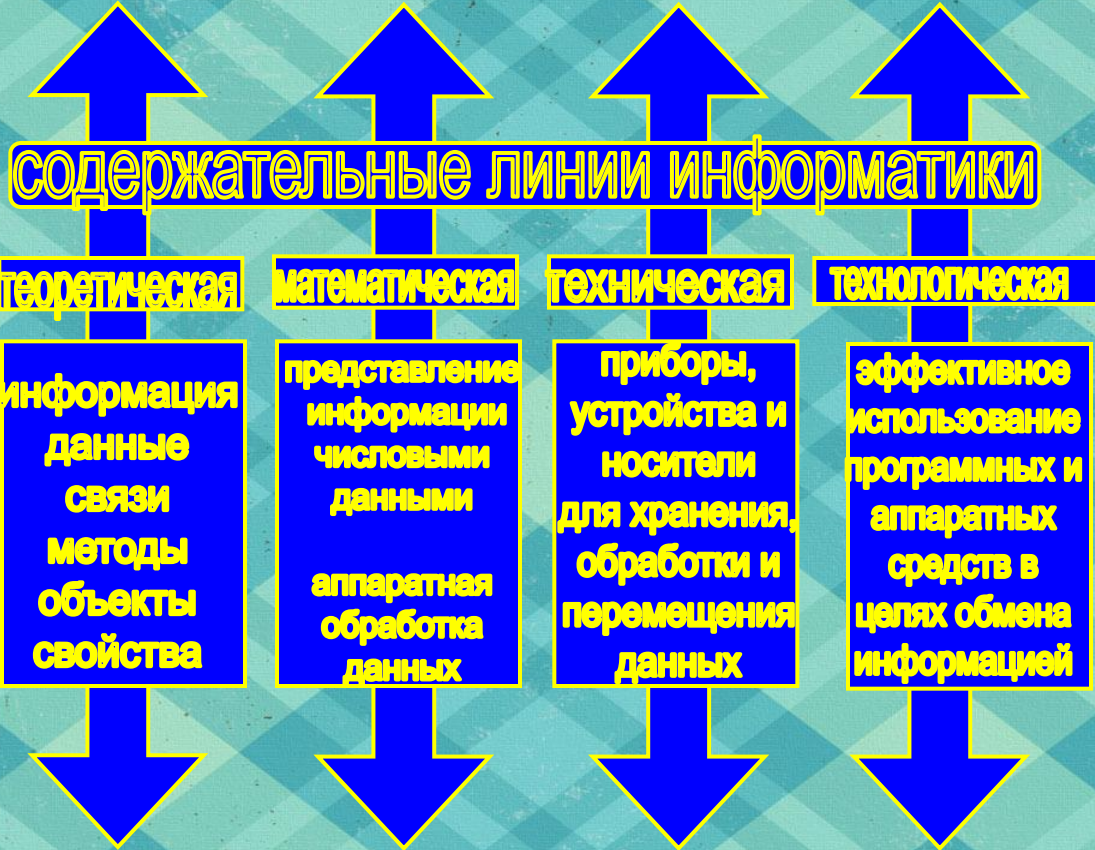 содержательные линии информатики
теоретическая
математическая
техническая
технологическая
информация
данные
связи
методы
объекты
свойства
представление
информации
числовыми
данными
аппаратная
обработка
данных
приборы,
устройства и
носители
для хранения,
обработки и
перемещения
данных
эффективное
использование
программных и
аппаратных
средств в
целях обмена
информацией